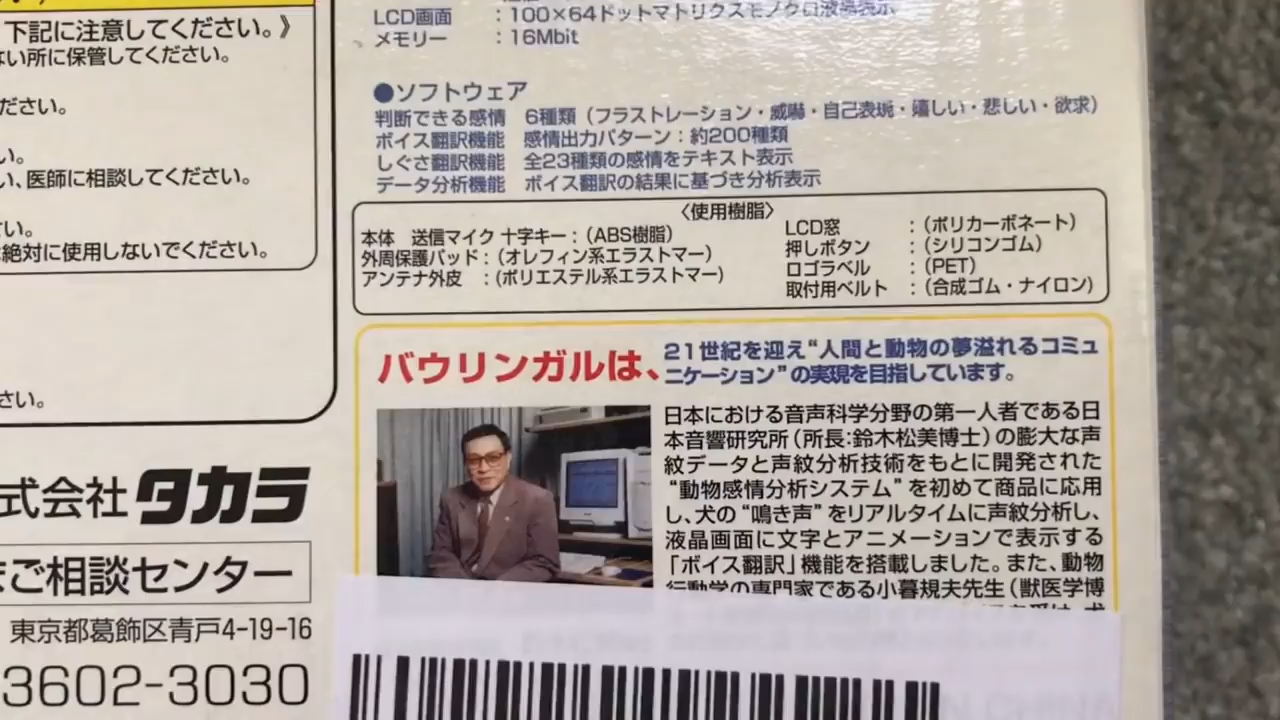 下記に注意してください。》
ない所に保管してください。
ださい。
い。
い、医師に相談してください。
さい。
絶対に使用しないでください。
さい。
式会社タカラ
ご相談センター
東京都葛飾区青戸4-19-16
3602-3030
LCD画面 :100×64ドットマトリクスモノクロ液晶表示
メモリー :16Mbit
●ソフトウェア
判断できる感情 6種類(フラストレーション・威嚇・自己表現・嬉しい・悲しい・欲求)
ボイス翻訳機能 感情出力パターン:約200種類
しぐさ翻訳機能 全23種類の感情をテキスト表示
データ分析機能 ボイス翻訳の結果に基づき分析表示
〈使用樹脂〉
本体 送信マイク 十字キー:(ABS樹脂)
外周保護パッド:(オレフィン系エラストマー)
アンテナ外皮 :(ポリエステル系エラストマー)
LCD窓 :(ポリカーボネート)
押しボタン :(シリコンゴム)
ロゴラベル :(PET)
取付用ベルト :(合成ゴム・ナイロン)
バウリンガルは、21世紀を迎え“人間と動物の夢溢れるコミュ
ニケーション”の実現を目指しています。
日本における音声科学分野の第一人者である日
本音響研究所(所長:鈴木松美博士)の膨大な声
紋データと声紋分析技術をもとに開発された
“動物感情分析システム”を初めて商品に応用
し、犬の“鳴き声”をリアルタイムに声紋分析し、
液晶画面に文字とアニメーションで表示する
「ボイス翻訳」機能を搭載しました。また、動物
行動学の専門家である小暮規夫先生(獣医学博